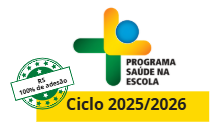 PROGRAMA
SAÚDE NA
ESCOLA
RS
100% de adesão
Ciclo 2025/2026